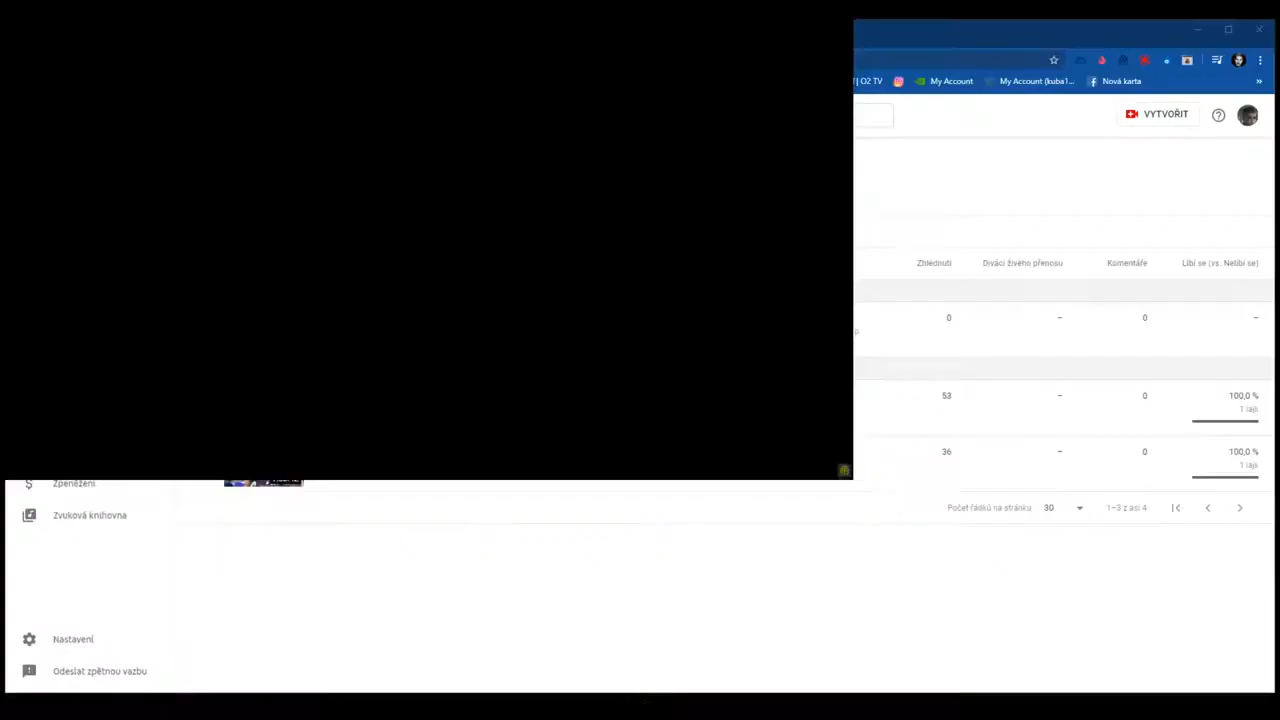 | O2 TV My Account My Account (kuba1... Nová karta »
VYTVOŘIT
Zhlédnutí Diváci živého přenosu Komentáře Líbí se (vs. Nelíbí se)
0 – 0 –
53 – 0 100,0 %
1 lajk
36 – 0 100,0 %
1 lajk
Zpeněžení
Počet řádků na stránku 30 1–3 z asi 4
Zvuková knihovna
Nastavení
Odeslat zpětnou vazbu